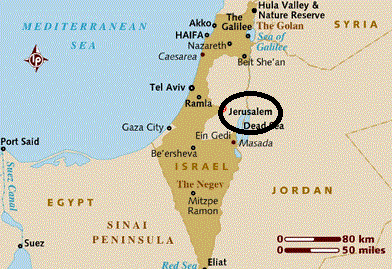 Hula Valley &
Nature Reserve
The
Galilee
The Golan
SYRIA
MEDITERRANEAN
SEA
Akko
HAIFA
Sea of
Galilee
Nazareth
Caesarea
Beit She'an
Tel Aviv
Ramla
Jerusalem
Gaza City
Dead Sea
Ein Gedi
Masada
Port Said
Be'ersheva
ISRAEL
JORDAN
Suez Canal
The Negev
EGYPT
Mitzpe
Ramon
SINAI
PENINSULA
Suez
80 km
50 miles
Eilat
Red Sea